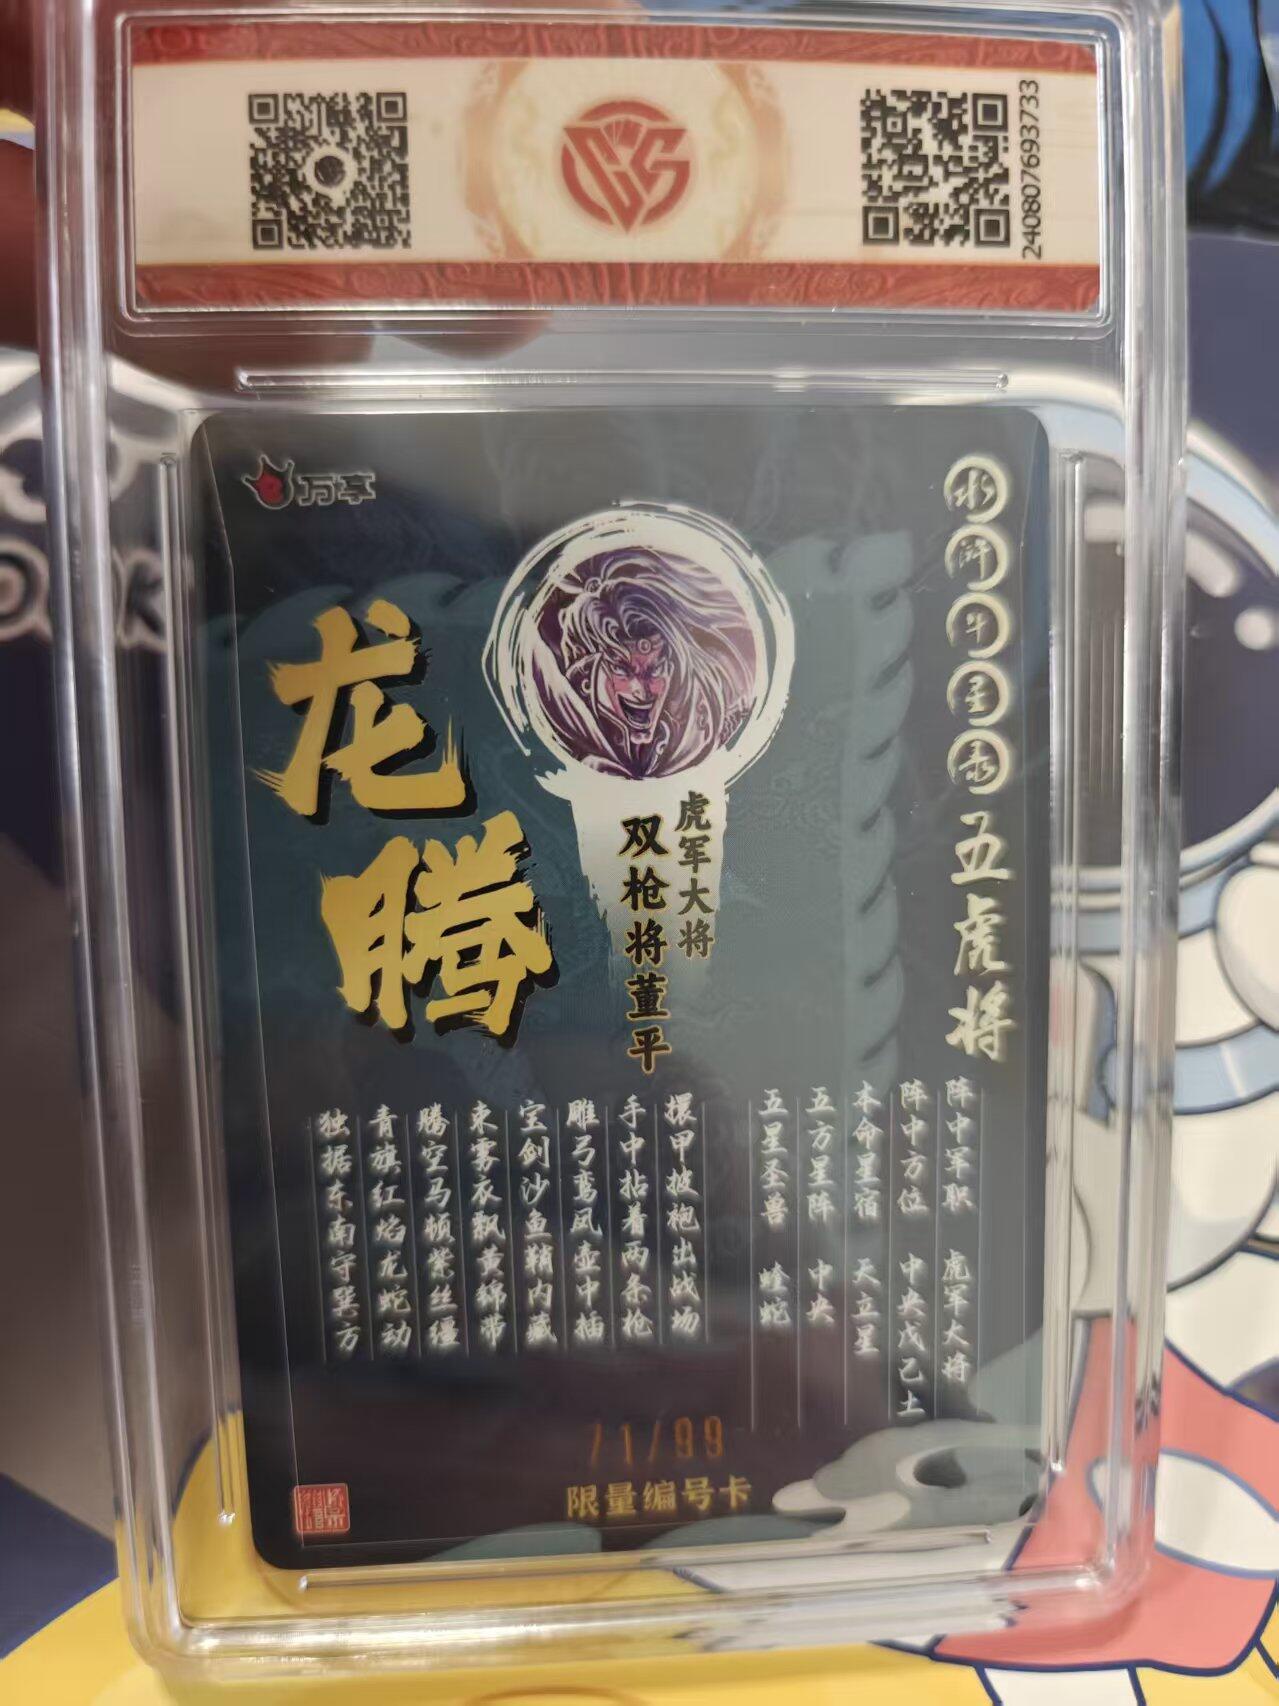 240807693733
万享
水浒斗星录
五虎将
龙腾
虎军大将
双枪将董平
阵中军职 虎军大将
阵中方位 中央戊己土
本命星宿 天立星
五方星阵 中央
五星圣兽 螣蛇
擐甲披袍出战场
手中拈着两条枪
雕弓鸾凤壶中插
宝剑沙鱼鞘内藏
束雾衣飘黄锦带
腾空马顿紫丝缰
青旗红焰龙蛇动
独据东南守巽方
71/99
限量编号卡